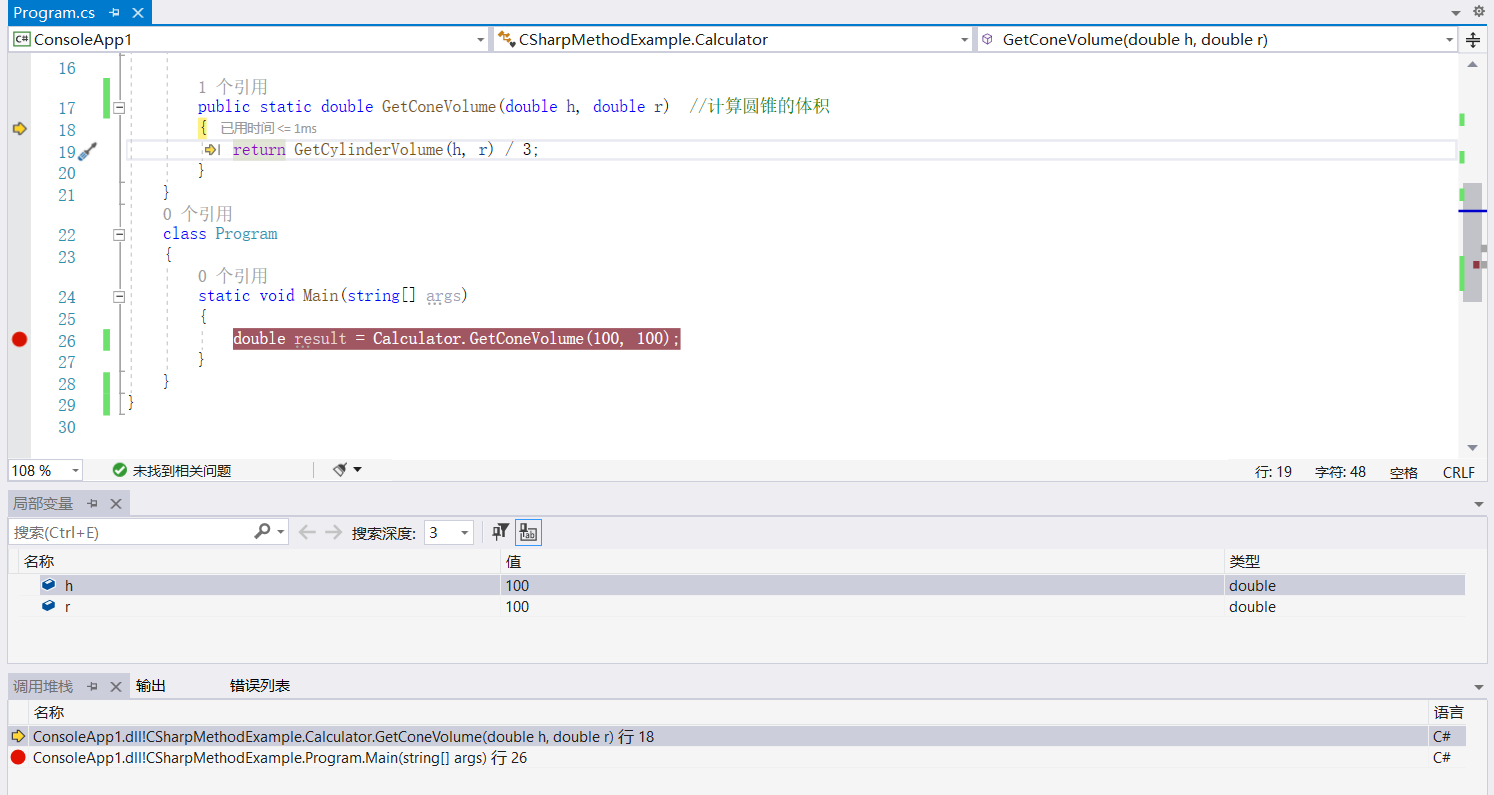 Program.cs
ConsoleApp1 CSharpMethodExample.Calculator GetConeVolume(double h, double r)
16
1 个引用
17 public static double GetConeVolume(double h, double r) //计算圆锥的体积
18 { 已用时间 <= 1ms
19 return GetCylinderVolume(h, r) / 3;
20 }
21 }
0 个引用
22 class Program
23 {
0 个引用
24 static void Main(string[] args)
25 {
26 double result = Calculator.GetConeVolume(100, 100);
27 }
28 }
29 }
30
108 % 未找到相关问题 行: 19 字符: 48 空格 CRLF
局部变量
搜索(Ctrl+E) 搜索深度: 3
名称 值 类型
h 100 double
r 100 double
调用堆栈 输出 错误列表
名称 语言
ConsoleApp1.dll!CSharpMethodExample.Calculator.GetConeVolume(double h, double r) 行 18 C#
ConsoleApp1.dll!CSharpMethodExample.Program.Main(string[] args) 行 26 C#